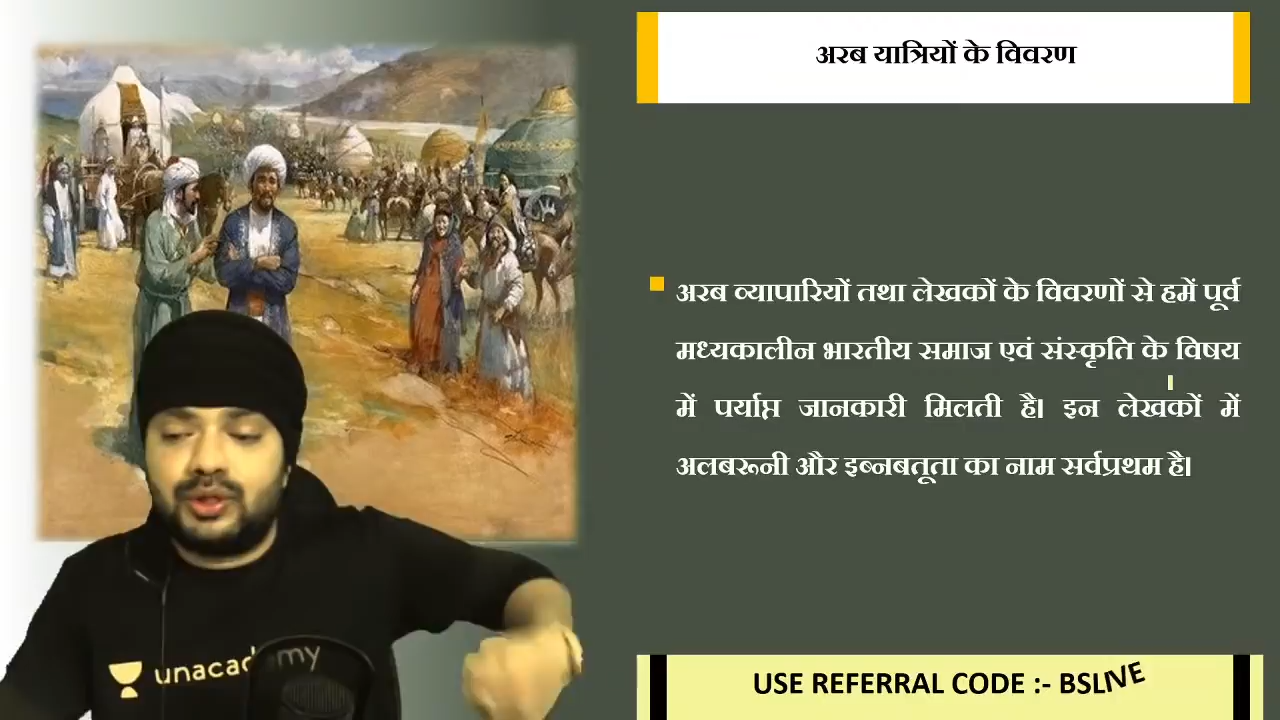 अरब यात्रियों के विवरण
अरब व्यापारियों तथा लेखकों के विवरणों से हमें पूर्व
मध्यकालीन भारतीय समाज एवं संस्कृति के विषय
में पर्याप्त जानकारी मिलती है। इन लेखकों में
अलबरूनी और इब्नबतूता का नाम सर्वप्रथम है।
unacademy
USE REFERRAL CODE :- BSLIVE